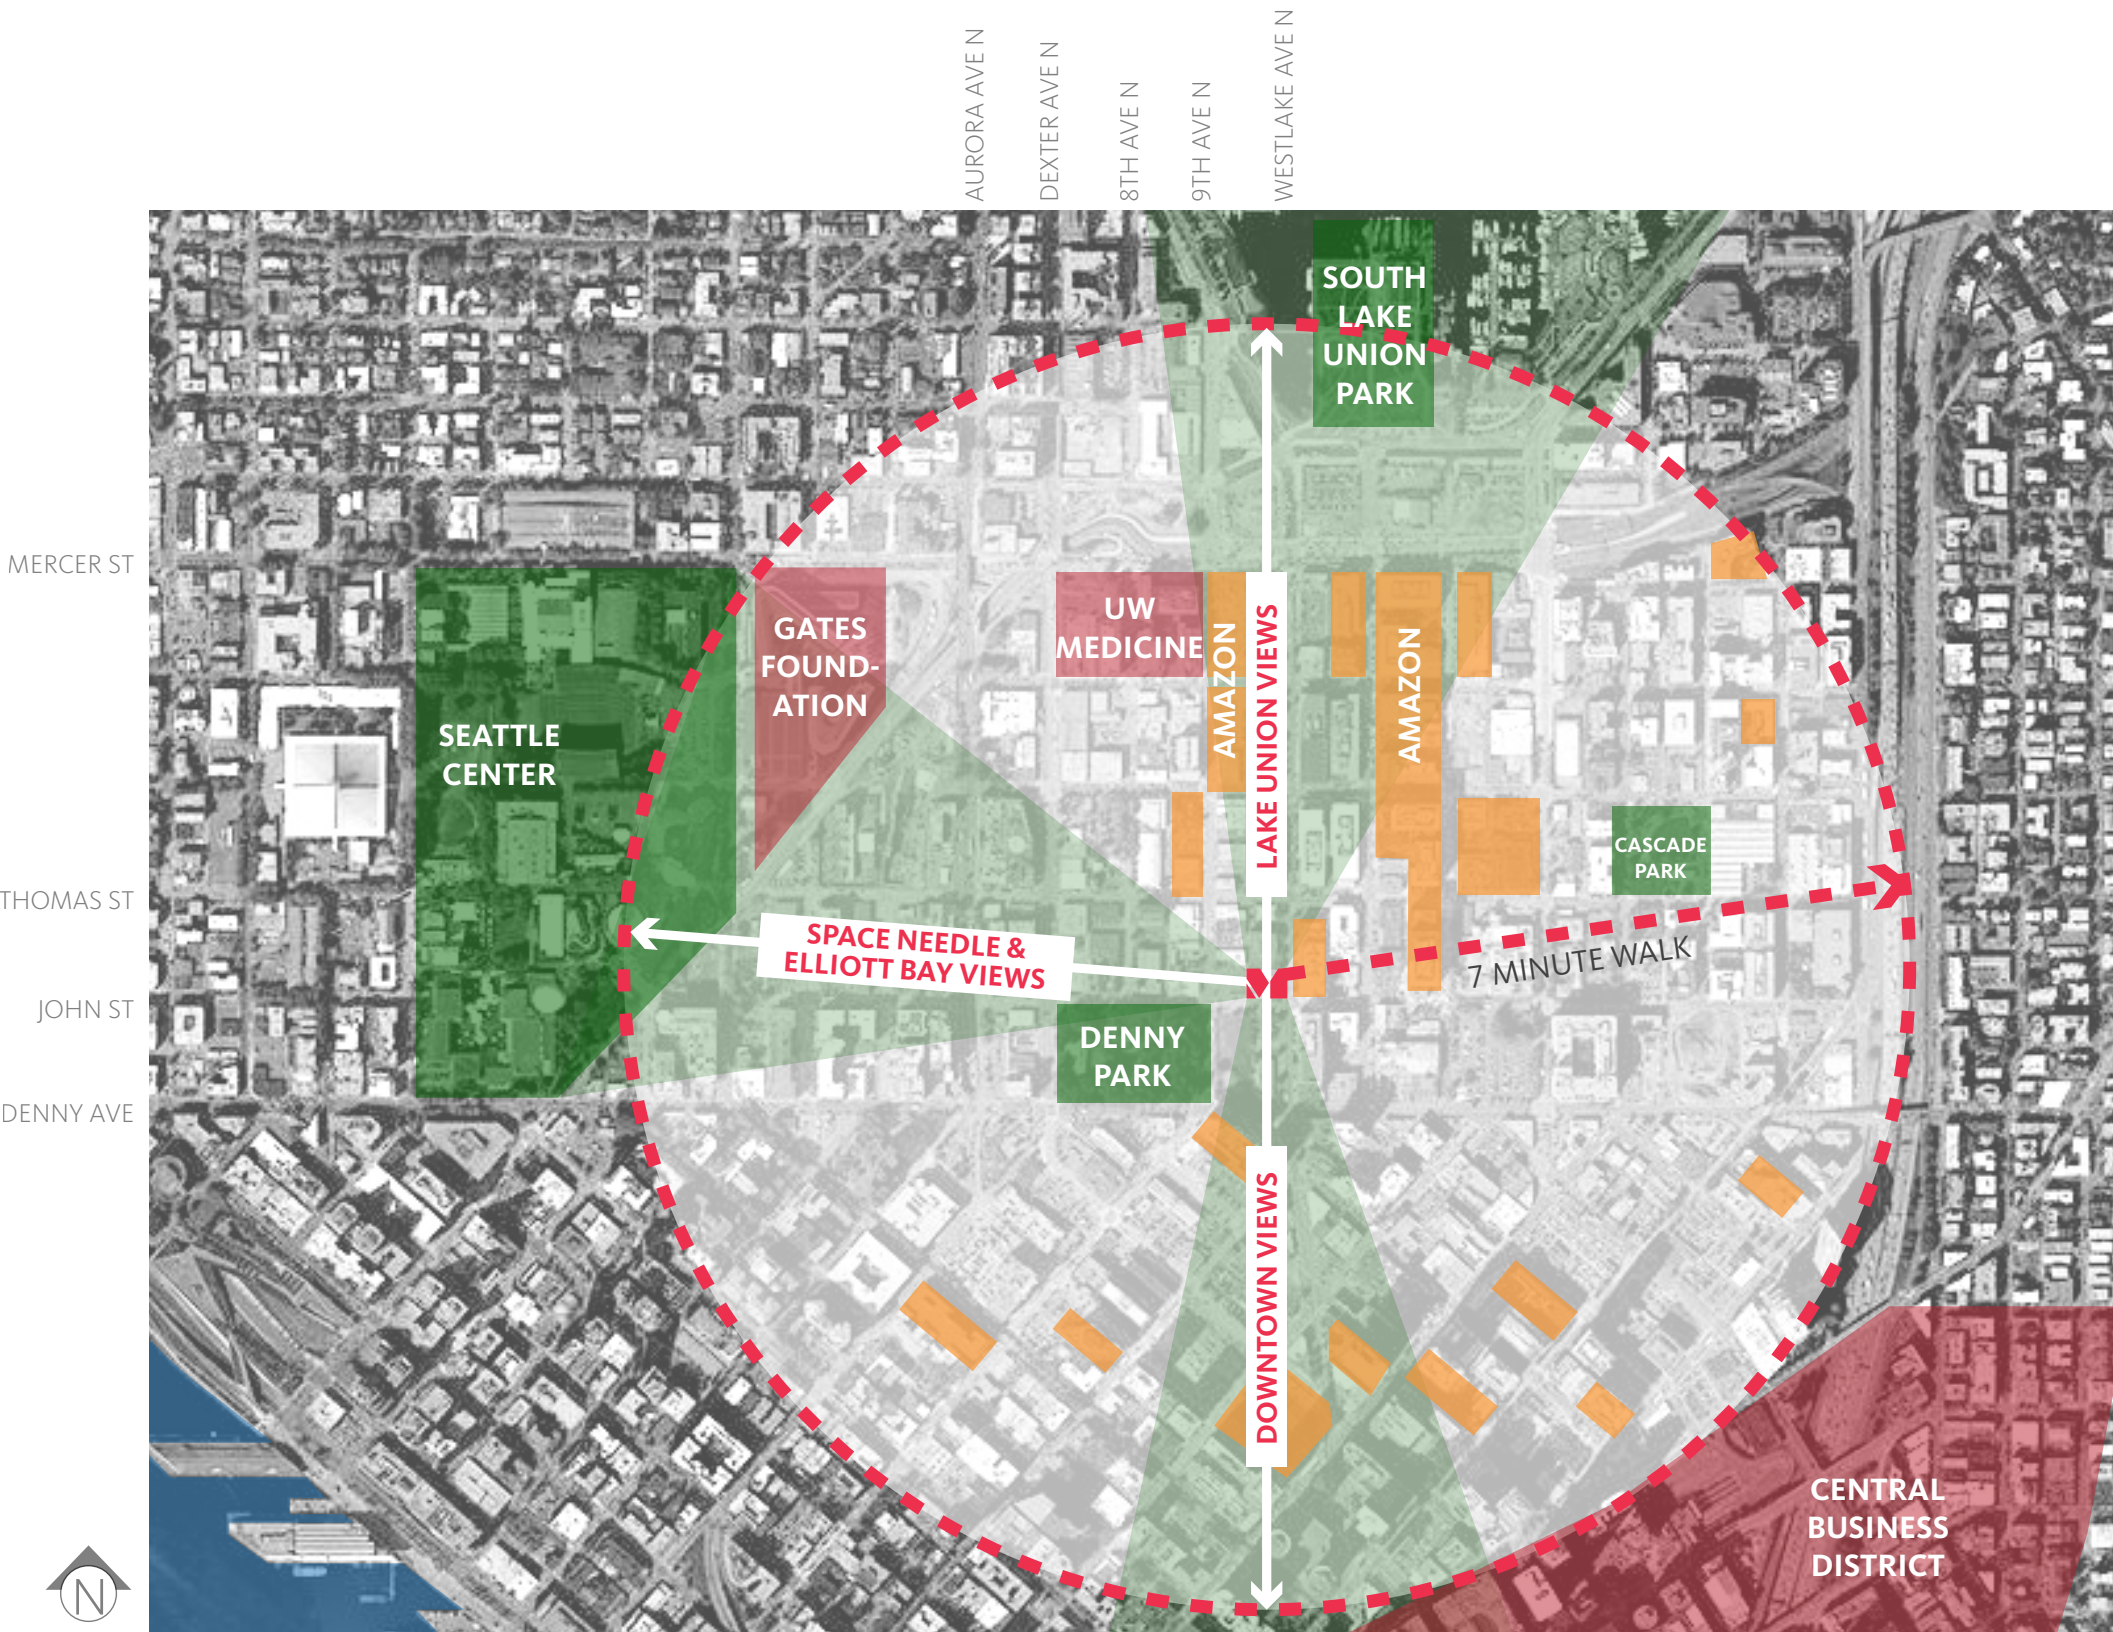 AURORA AVE N
DEXTER AVE N
8TH AVE N
9TH AVE N
WESTLAKE AVE N
SOUTH
LAKE
UNION
PARK
MERCER ST
GATES
FOUND-
ATION
UW
MEDICINE
AMAZON
LAKE UNION VIEWS
AMAZON
SEATTLE
CENTER
CASCADE
PARK
THOMAS ST
SPACE NEEDLE &
ELLIOTT BAY VIEWS
7 MINUTE WALK
JOHN ST
DENNY
PARK
DENNY AVE
DOWNTOWN VIEWS
CENTRAL
BUSINESS
DISTRICT
N